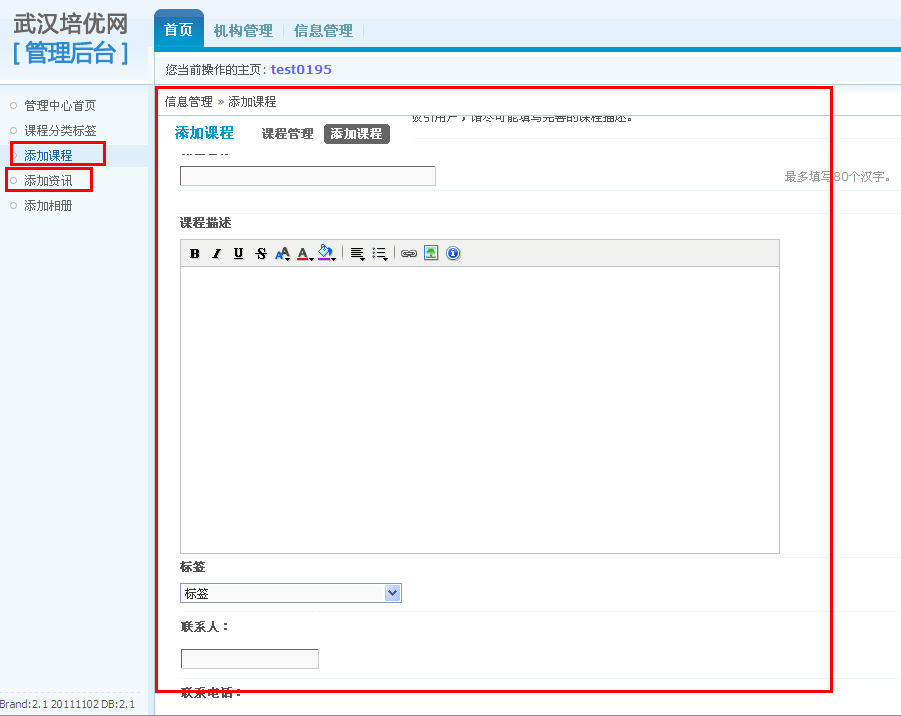 武汉培优网
[ 管理后台 ]
首页
机构管理
信息管理
您当前操作的主页: test0195
管理中心首页
课程分类标签
添加课程
添加资讯
添加相册
信息管理 » 添加课程
吸引用户，请尽可能填写完善的课程描述。
添加课程
课程管理
添加课程
最多填写80个汉字。
课程描述
B I U S A A
标签
标签
联系人：
联系电话：
Brand:2.1 20111102 DB:2.1